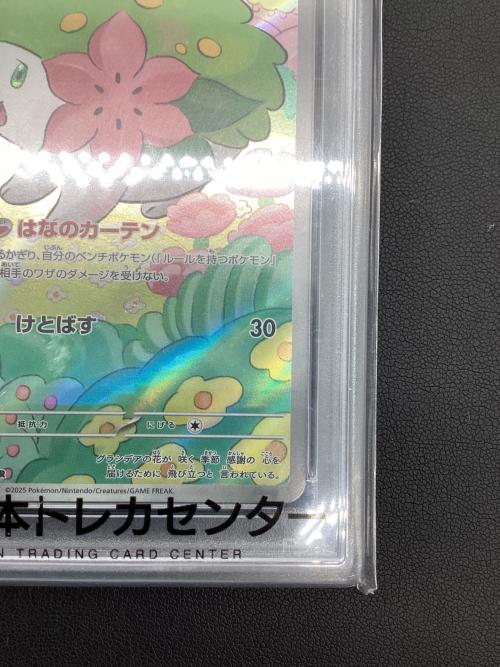 はなのカーテン
るかぎり、自分のベンチポケモン(「ルールを持つポケモン」
相手のワザのダメージを受けない。
けとばす 30
抵抗力 にげる
グランデアの花が 咲く 季節 感謝の 心を
届けるために 飛び立つと 言われている。
©2025 Pokémon/Nintendo/Creatures/GAME FREAK.
本トレカセンター
N TRADING CARD CENTER